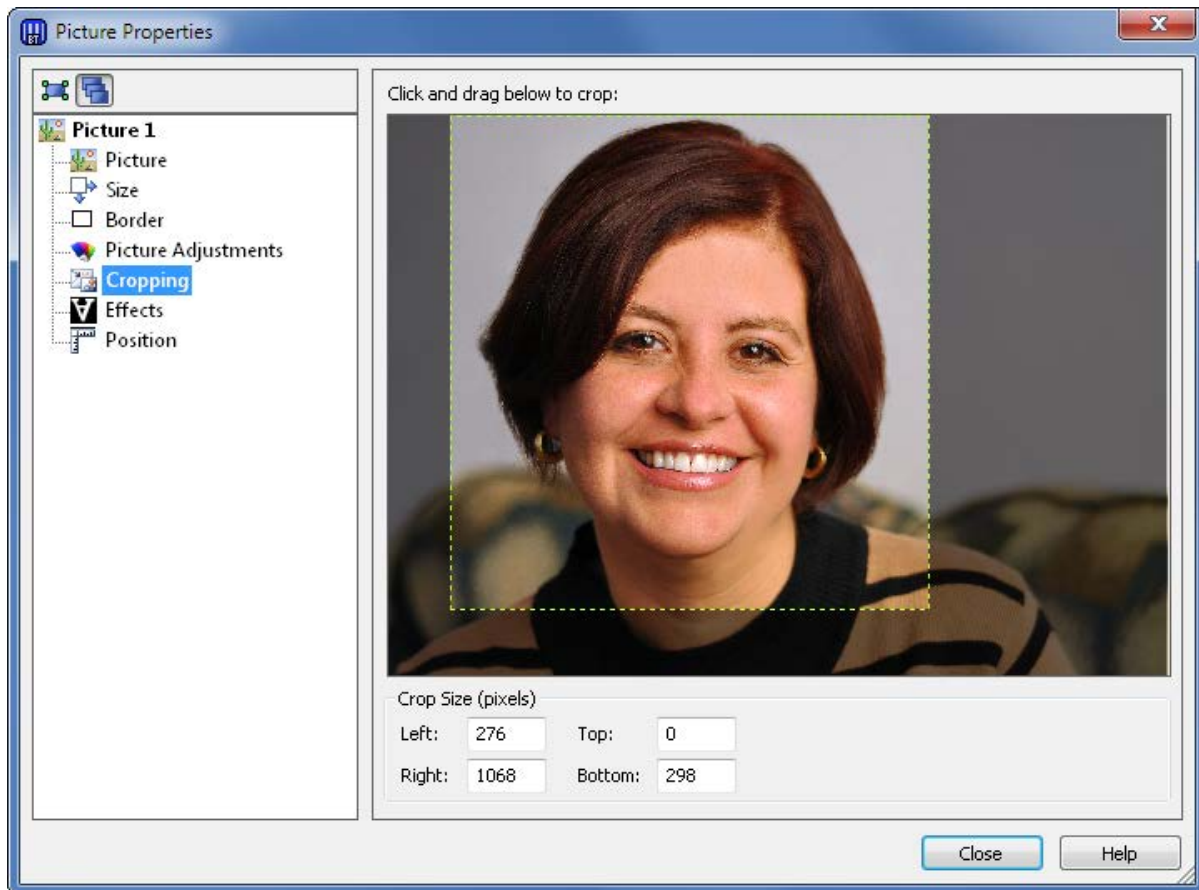 BT
Picture Properties
Click and drag below to crop:
Picture 1
Picture
Size
Border
Picture Adjustments
Cropping
Effects
Position
Crop Size (pixels)
Left: 276 Top: 0
Right: 1068 Bottom: 298
Close Help